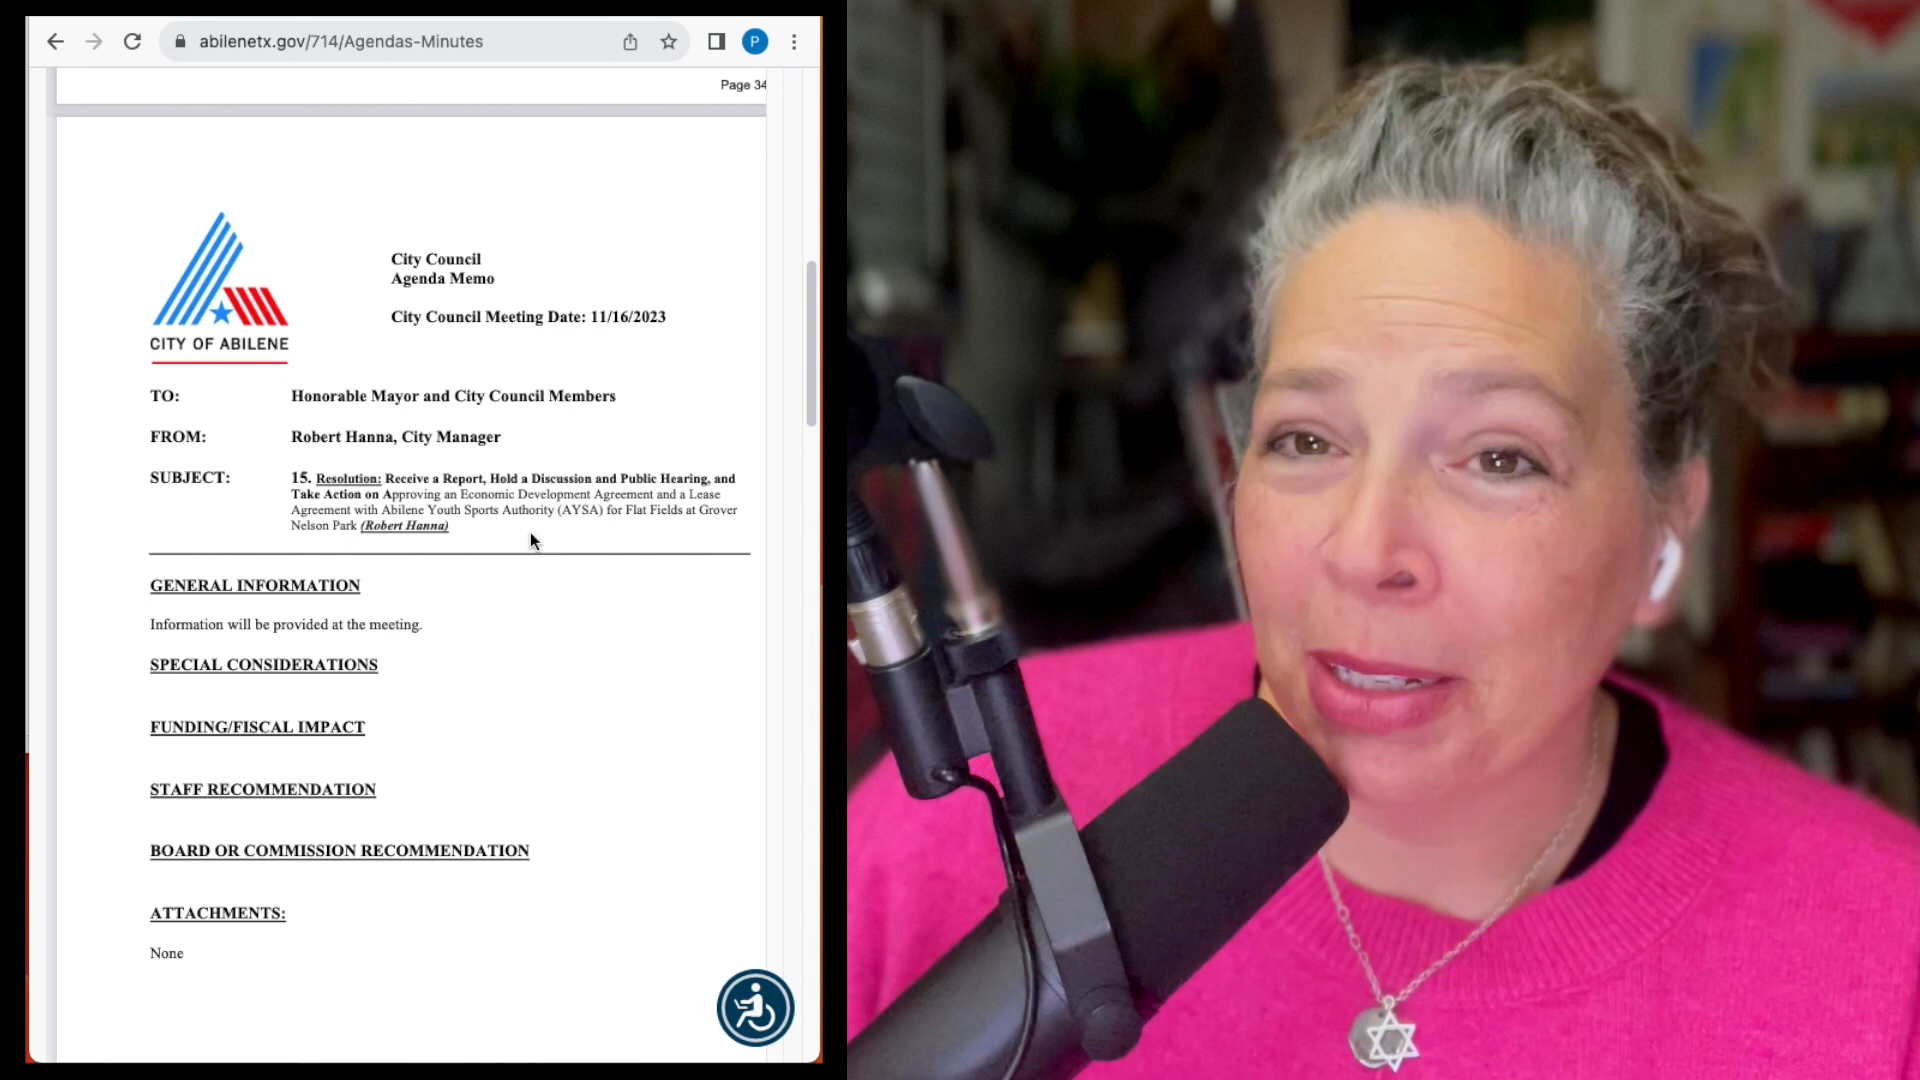 abilenetx.gov/714/Agendas-Minutes
P
Page 34
CITY OF ABILENE
City Council
Agenda Memo
City Council Meeting Date: 11/16/2023
TO: Honorable Mayor and City Council Members
FROM: Robert Hanna, City Manager
SUBJECT: 15. Resolution: Receive a Report, Hold a Discussion and Public Hearing, and
Take Action on Approving an Economic Development Agreement and a Lease
Agreement with Abilene Youth Sports Authority (AYSA) for Flat Fields at Grover
Nelson Park (Robert Hanna)
GENERAL INFORMATION
Information will be provided at the meeting.
SPECIAL CONSIDERATIONS
FUNDING/FISCAL IMPACT
STAFF RECOMMENDATION
BOARD OR COMMISSION RECOMMENDATION
ATTACHMENTS:
None